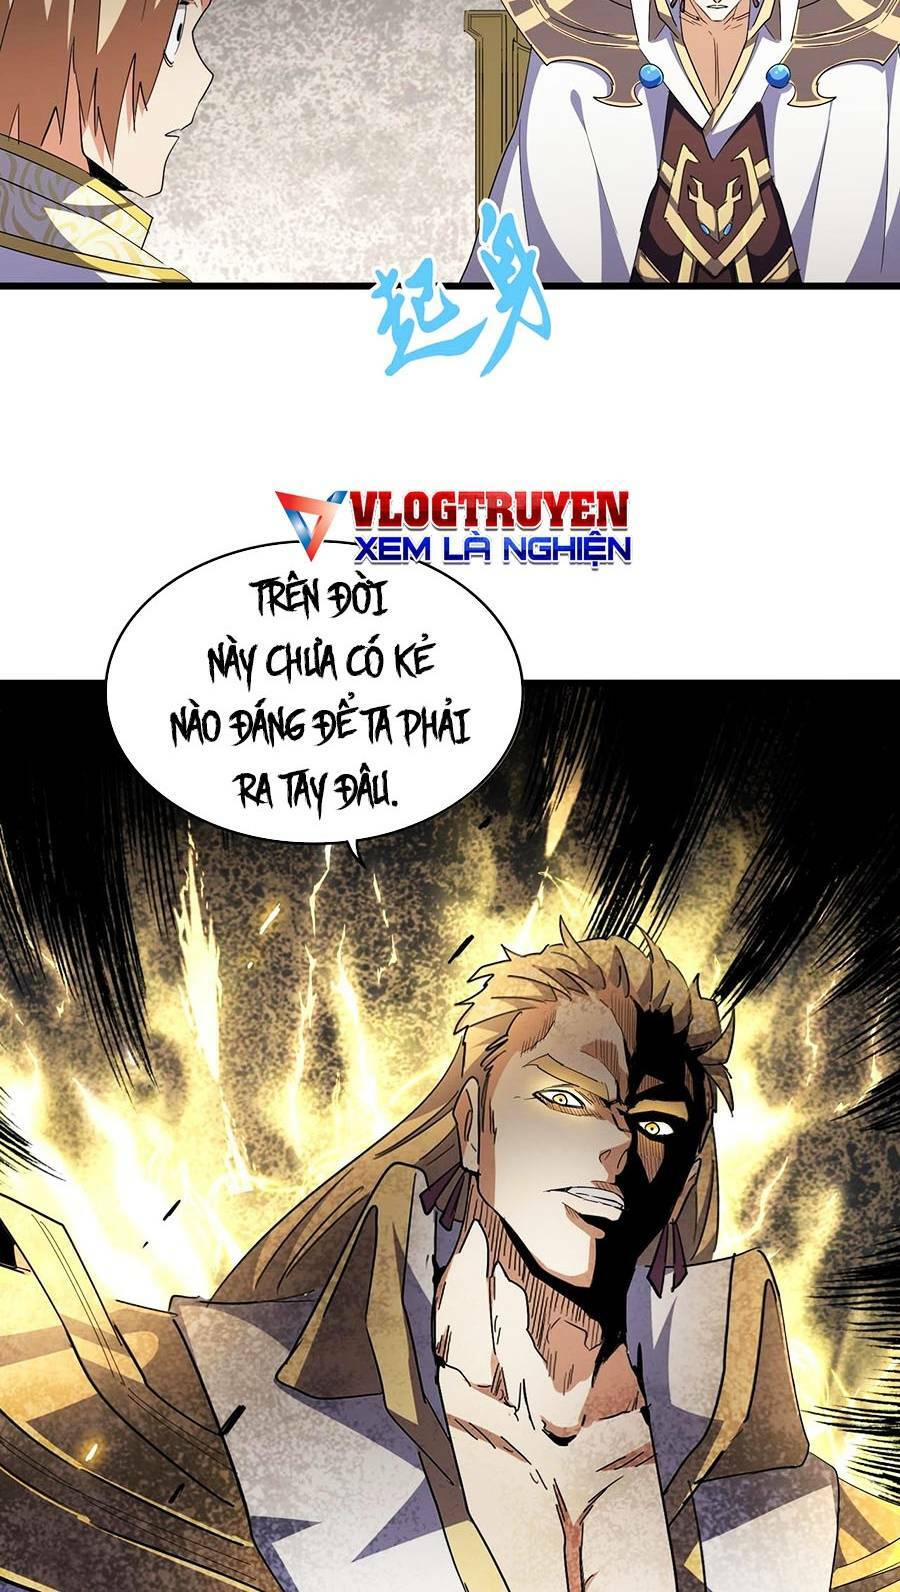 起身
VLOGTRUYEN
XEM LÀ NGHIỆN
TRÊN ĐỜI
NÀY CHƯA CÓ KẺ
NÀO ĐÁNG ĐỂ TA PHẢI
RA TAY ĐÂU.